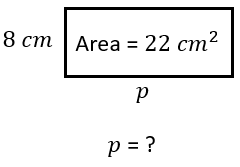 8 cm Area = 22 cm²
p
p = ?